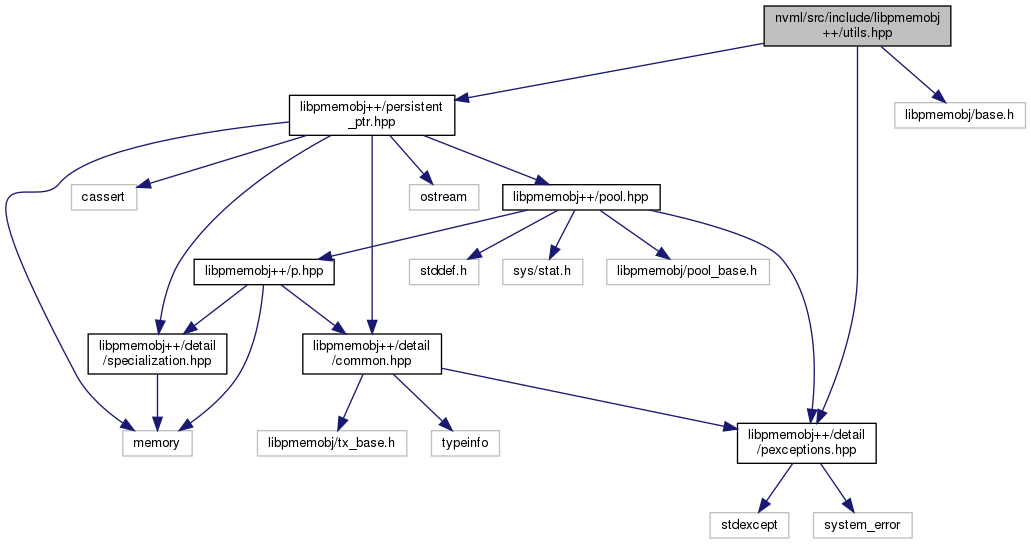 nvml/src/include/libpmemobj
++/utils.hpp
libpmemobj++/persistent
_ptr.hpp
libpmemobj/base.h
cassert
ostream
libpmemobj++/pool.hpp
libpmemobj++/p.hpp
stddef.h
sys/stat.h
libpmemobj/pool_base.h
libpmemobj++/detail
/specialization.hpp
libpmemobj++/detail
/common.hpp
memory
libpmemobj/tx_base.h
typeinfo
libpmemobj++/detail
/pexceptions.hpp
stdexcept
system_error